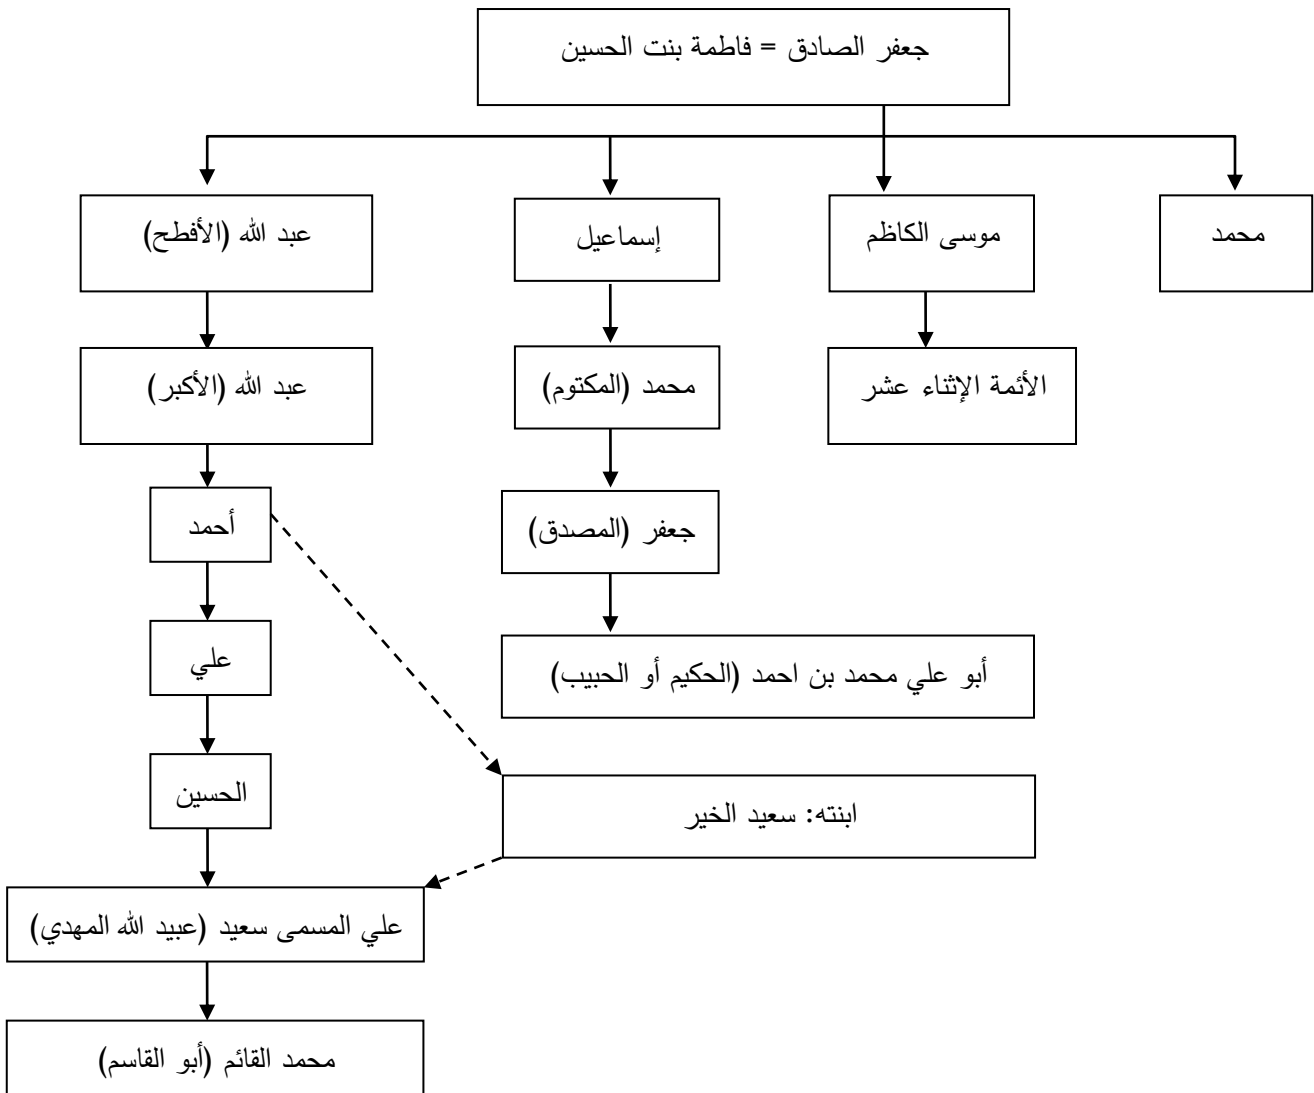 جعفر الصادق = فاطمة بنت الحسين
محمد
موسى الكاظم
إسماعيل
عبد الله (الأفطح)
الأئمة الإثناء عشر
محمد (المكتوم)
عبد الله (الأكبر)
جعفر (المصدق)
أحمد
علي
أبو علي محمد بن احمد (الحكيم أو الحبيب)
الحسين
ابنته: سعيد الخير
علي المسمى سعيد (عبيد الله المهدي)
محمد القائم (أبو القاسم)